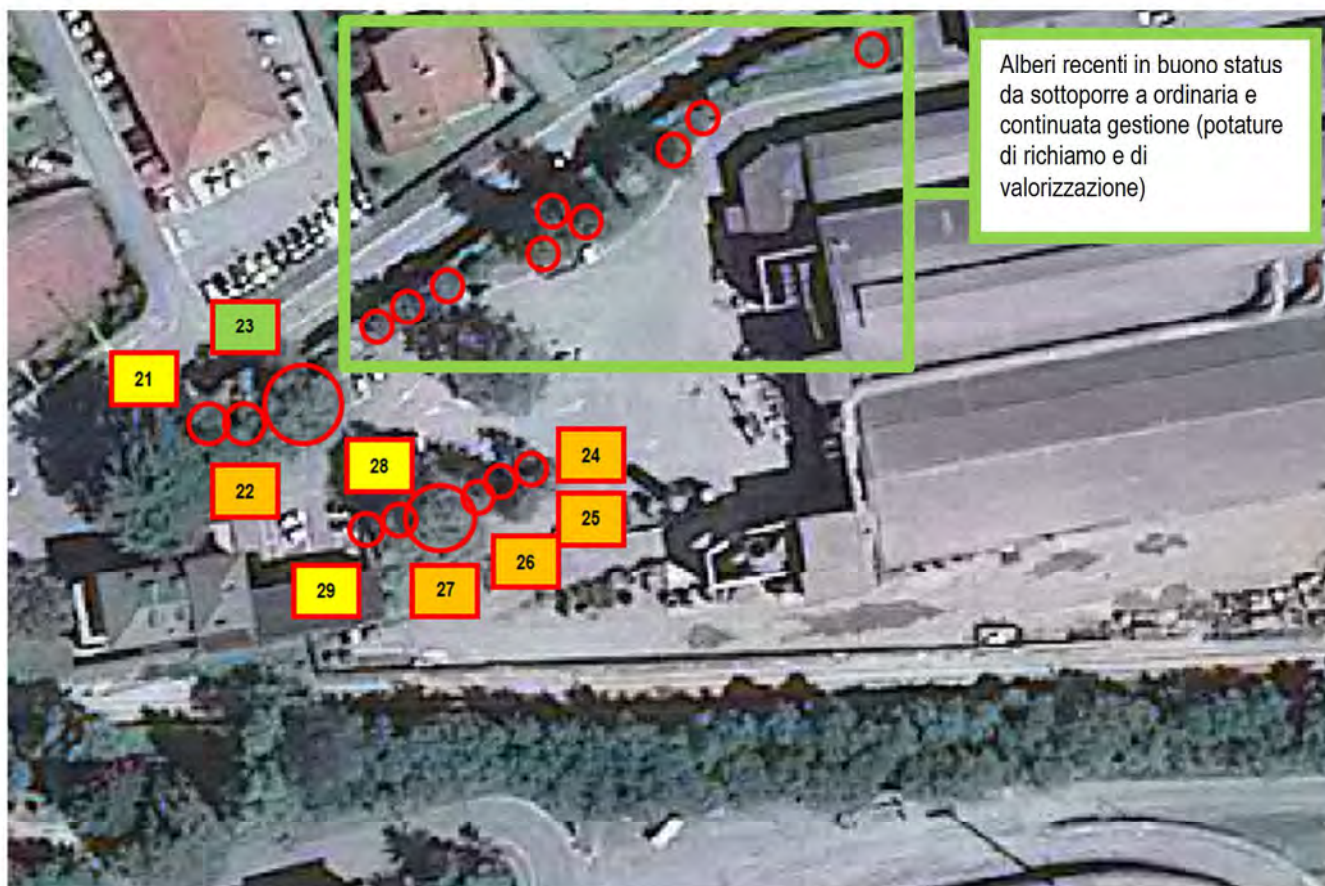 Alberi recenti in buono status
da sottoporre a ordinaria e
continuata gestione (potature
di richiamo e di
valorizzazione)
23
21
28
24
22
25
26
29
27